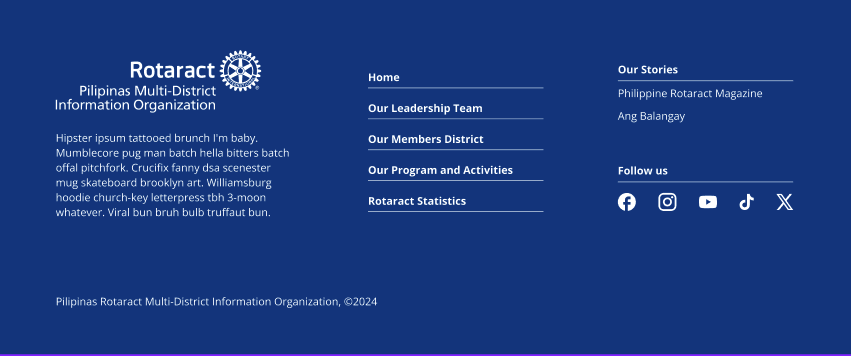 Rotaract
Pilipinas Multi-District
Information Organization
Hipster ipsum tattooed brunch I'm baby.
Mumblecore pug man batch hella bitters batch
offal pitchfork. Crucifix fanny dsa scenester
mug skateboard brooklyn art. Williamsburg
hoodie church-key letterpress tbh 3-moon
whatever. Viral bun bruh bulb truffaut bun.
Home
Our Leadership Team
Our Members District
Our Program and Activities
Rotaract Statistics
Our Stories
Philippine Rotaract Magazine
Ang Balangay
Follow us
Pilipinas Rotaract Multi-District Information Organization, ©2024